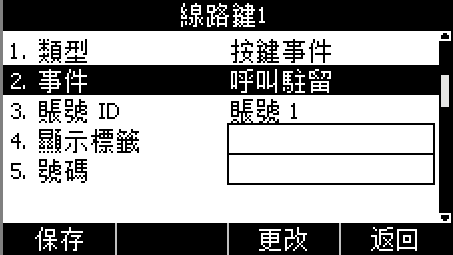 線路鍵1
1. 類型 按鍵事件
2. 事件 呼叫駐留
3. 賬號 ID 賬號 1
4. 顯示標籤
5. 號碼
保存 更改 返回